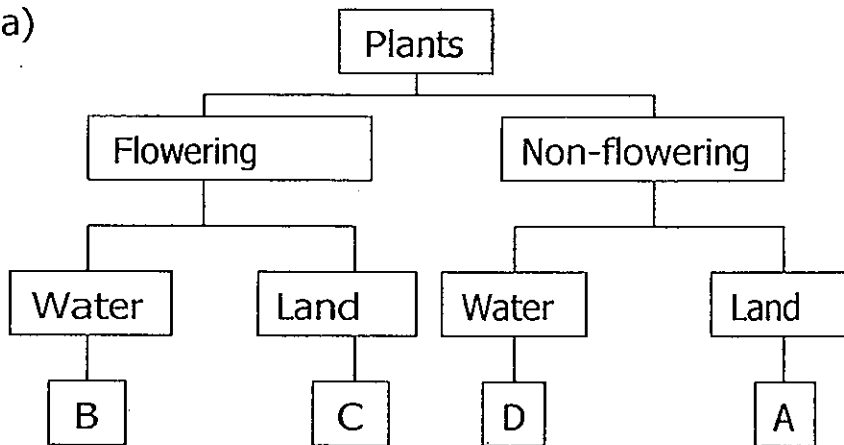 a)
Plants
Flowering Non-flowering
Water Land Water Land
B C D A